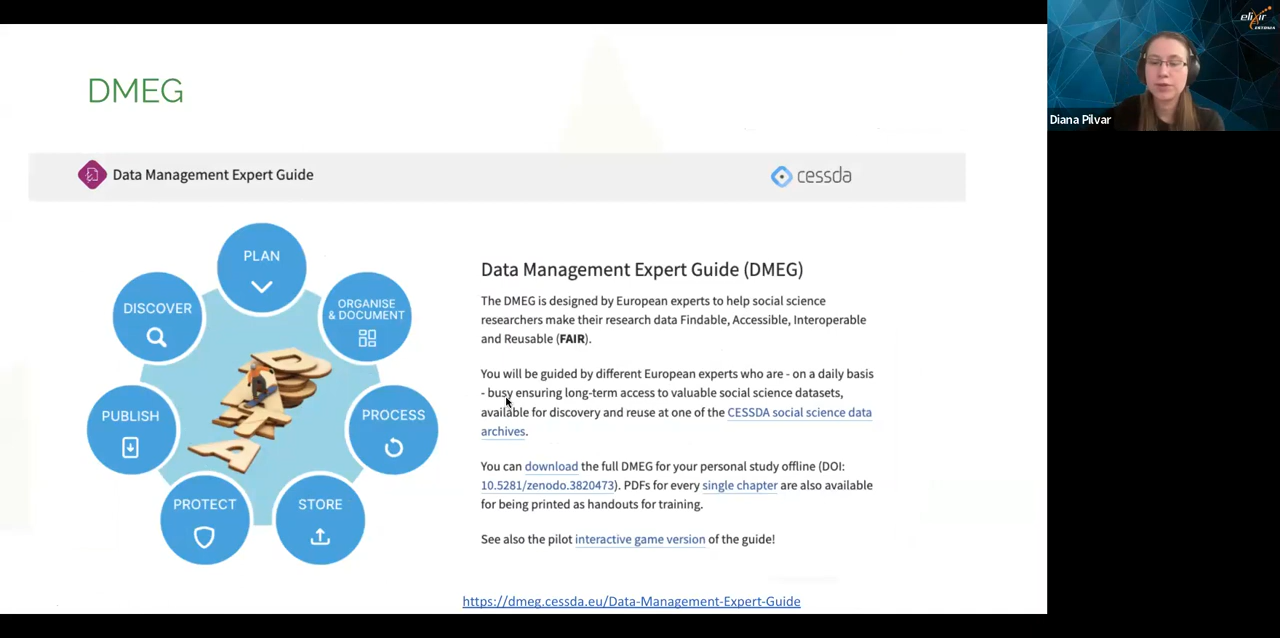 DMEG
Data Management Expert Guide
cessda
PLAN
DISCOVER
ORGANISE
& DOCUMENT
PUBLISH
PROCESS
PROTECT
STORE
DATA
Data Management Expert Guide (DMEG)
The DMEG is designed by European experts to help social science
researchers make their research data Findable, Accessible, Interoperable
and Reusable (FAIR).
You will be guided by different European experts who are - on a daily basis
- busy ensuring long-term access to valuable social science datasets,
available for discovery and reuse at one of the CESSDA social science data
archives.
You can download the full DMEG for your personal study offline (DOI:
10.5281/zenodo.3820473). PDFs for every single chapter are also available
for being printed as handouts for training.
See also the pilot interactive game version of the guide!
https://dmeg.cessda.eu/Data-Management-Expert-Guide
elixir
ESTONIA
Diana Pilvar